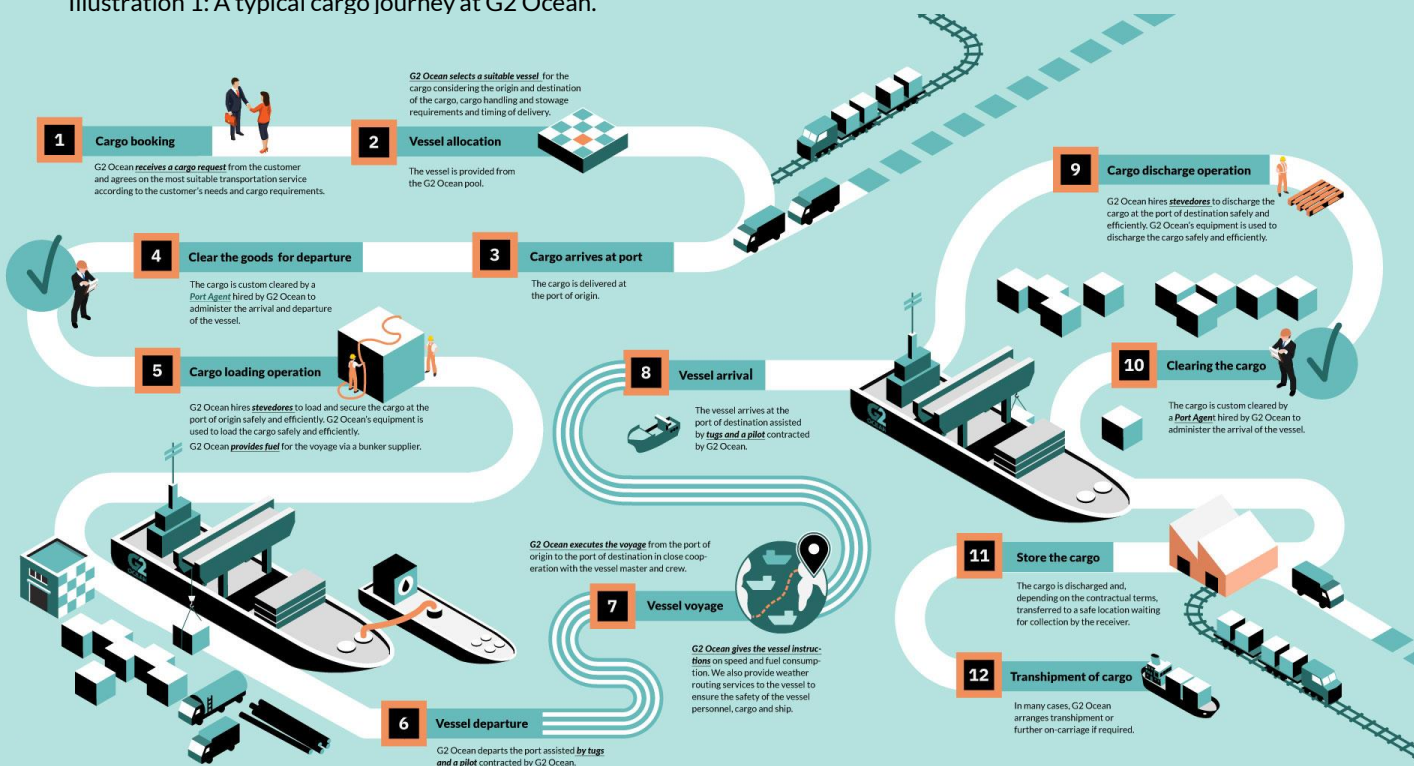 Illustration 1: A typical cargo journey at G2 Ocean.
1
Cargo booking
G2 Ocean receives a cargo request from the customer
and agrees on the most suitable transportation service
according to the customer's needs and cargo requirements.
G2 Ocean selects a suitable vessel for the
cargo considering the origin and destination
of the cargo, cargo handling and stowage
requirements and timing of delivery.
2
Vessel allocation
The vessel is provided from
the G2 Ocean pool.
3
Cargo arrives at port
The cargo is delivered at
the port of origin.
4
Clear the goods for departure
The cargo is custom cleared by a
Port Agent hired by G2 Ocean to
administer the arrival and departure
of the vessel.
5
Cargo loading operation
G2 Ocean hires stevedores to load and secure the cargo at the
port of origin safely and efficiently. G2 Ocean's equipment is
used to load the cargo safely and efficiently.
G2 Ocean provides fuel for the voyage via a bunker supplier.
G2
OCEAN
6
Vessel departure
G2 Ocean departs the port assisted by tugs
and a pilot contracted by G2 Ocean.
G2 Ocean executes the voyage from the port of
origin to the port of destination in close coop-
eration with the vessel master and crew.
7
Vessel voyage
G2 Ocean gives the vessel instruc-
tions on speed and fuel consump-
tion. We also provide weather
routing services to the vessel to
ensure the safety of the vessel
personnel, cargo and ship.
8
Vessel arrival
The vessel arrives at the
port of destination assisted
by tugs and a pilot contracted
by G2 Ocean.
G2
OCEAN
9
Cargo discharge operation
G2 Ocean hires stevedores to discharge the
cargo at the port of destination safely and
efficiently. G2 Ocean's equipment is used to
discharge the cargo safely and efficiently.
10
Clearing the cargo
The cargo is custom cleared by
a Port Agent hired by G2 Ocean to
administer the arrival of the vessel.
11
Store the cargo
The cargo is discharged and,
depending on the contractual terms,
transferred to a safe location waiting
for collection by the receiver.
12
Transhipment of cargo
In many cases, G2 Ocean
arranges transhipment or
further on-carriage if required.